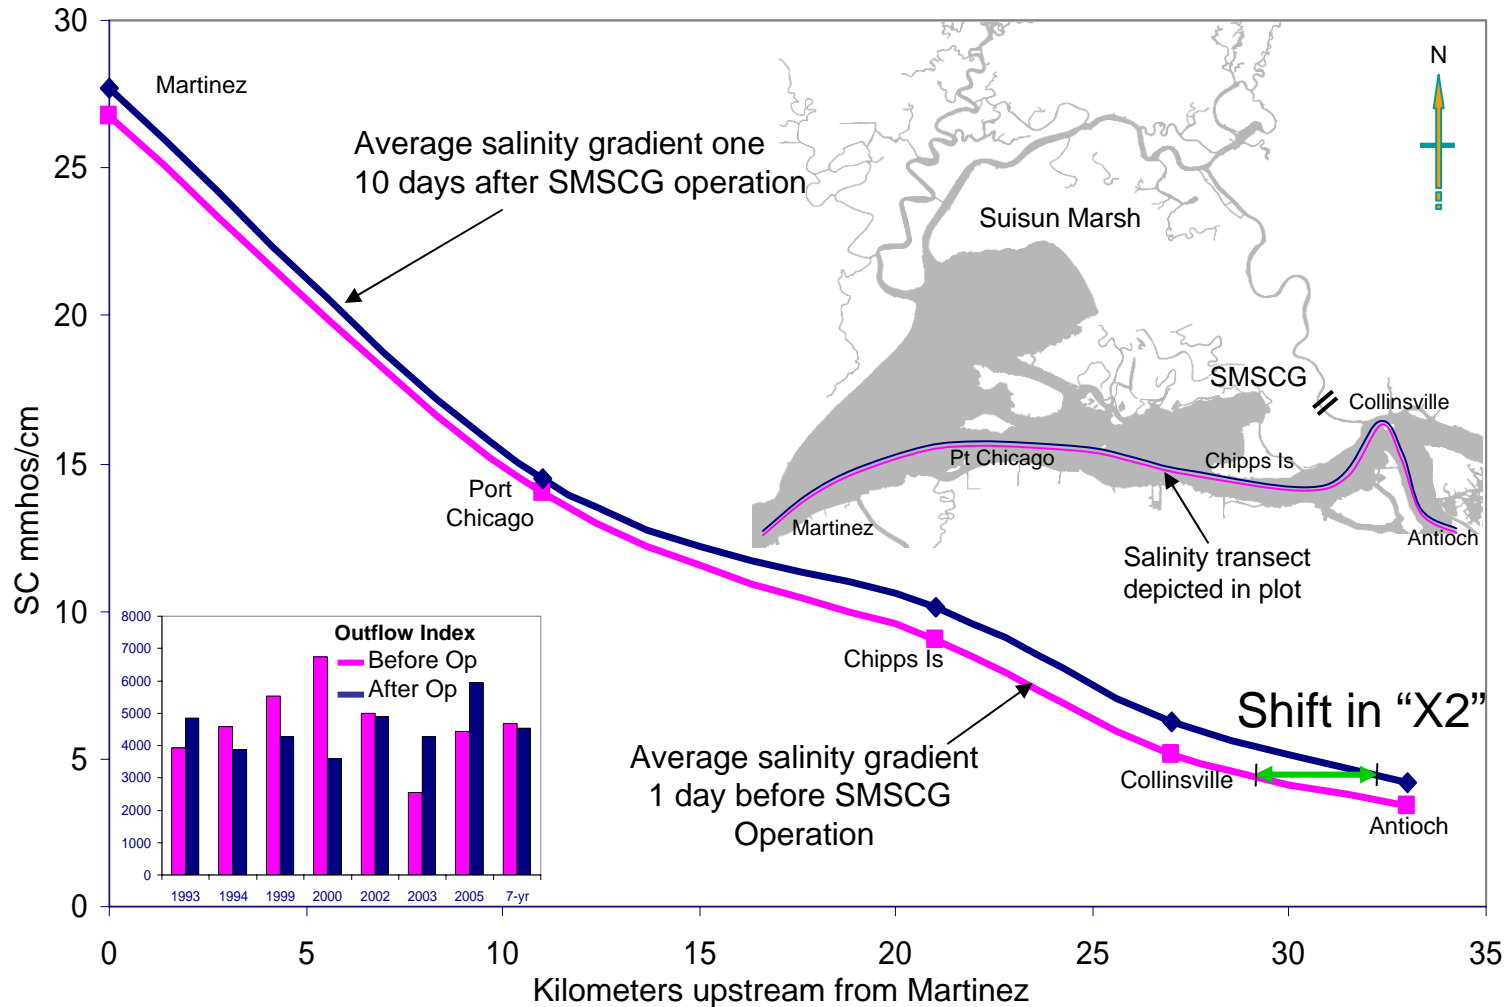 30
25
20
15
10
5
0
SC mmhos/cm
0
5
10
15
20
25
30
35
Kilometers upstream from Martinez
Martinez
Average salinity gradient one
10 days after SMSCG operation
Port
Chicago
Chipps Is
Collinsville
Antioch
Shift in “X2”
Average salinity gradient
1 day before SMSCG
Operation
N
Suisun Marsh
SMSCG
Collinsville
Pt Chicago
Chipps Is
Martinez
Antioch
Salinity transect
depicted in plot
Outflow Index
Before Op
After Op
8000
7000
6000
5000
4000
3000
2000
1000
0
1993
1994
1999
2000
2002
2003
2005
7-yr